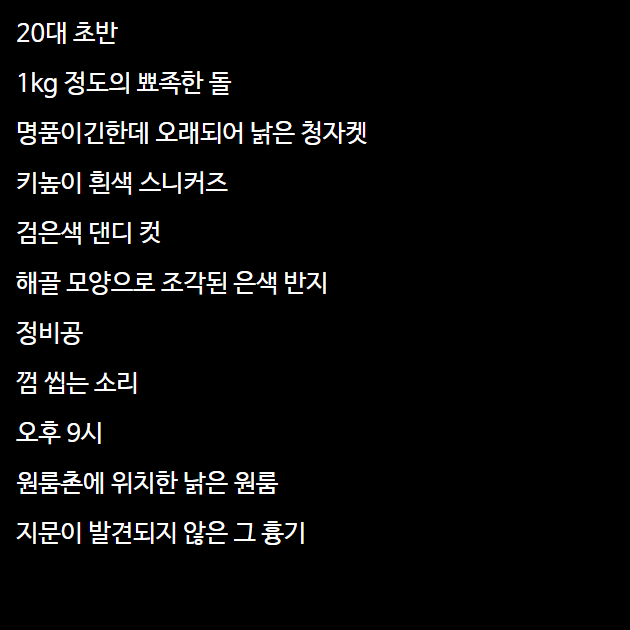 20대 초반
1kg 정도의 뾰족한 돌
명품이긴한데 오래되어 낡은 청자켓
키높이 흰색 스니커즈
검은색 댄디 컷
해골 모양으로 조각된 은색 반지
정비공
껌 씹는 소리
오후 9시
원룸촌에 위치한 낡은 원룸
지문이 발견되지 않은 그 흉기